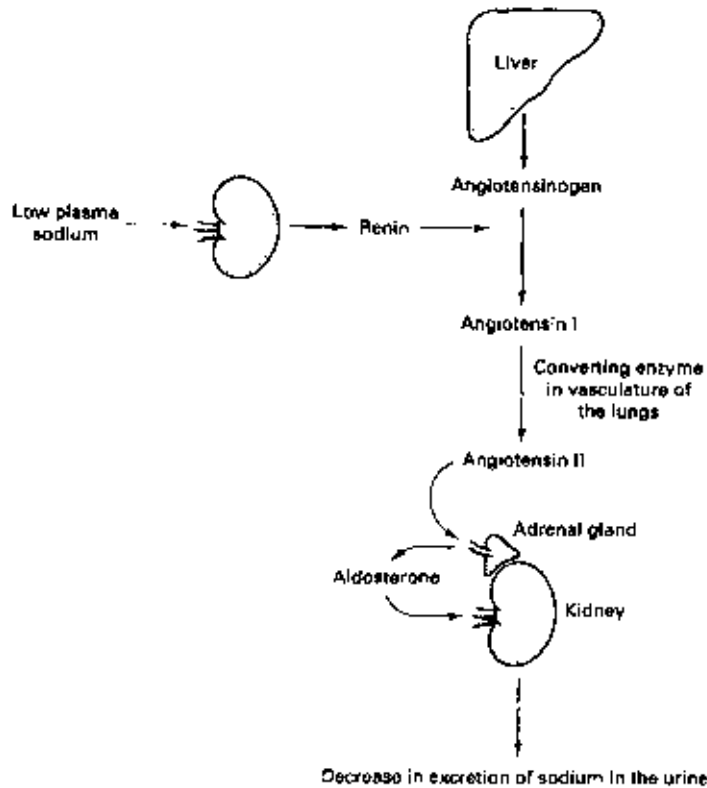 Liver
Angiotensinogen
Low plasma
sodium
Renin
Angiotensin I
Converting enzyme
in vasculature of
the lungs
Angiotensin II
Adrenal gland
Aldosterone
Kidney
Decrease in excretion of sodium in the urine